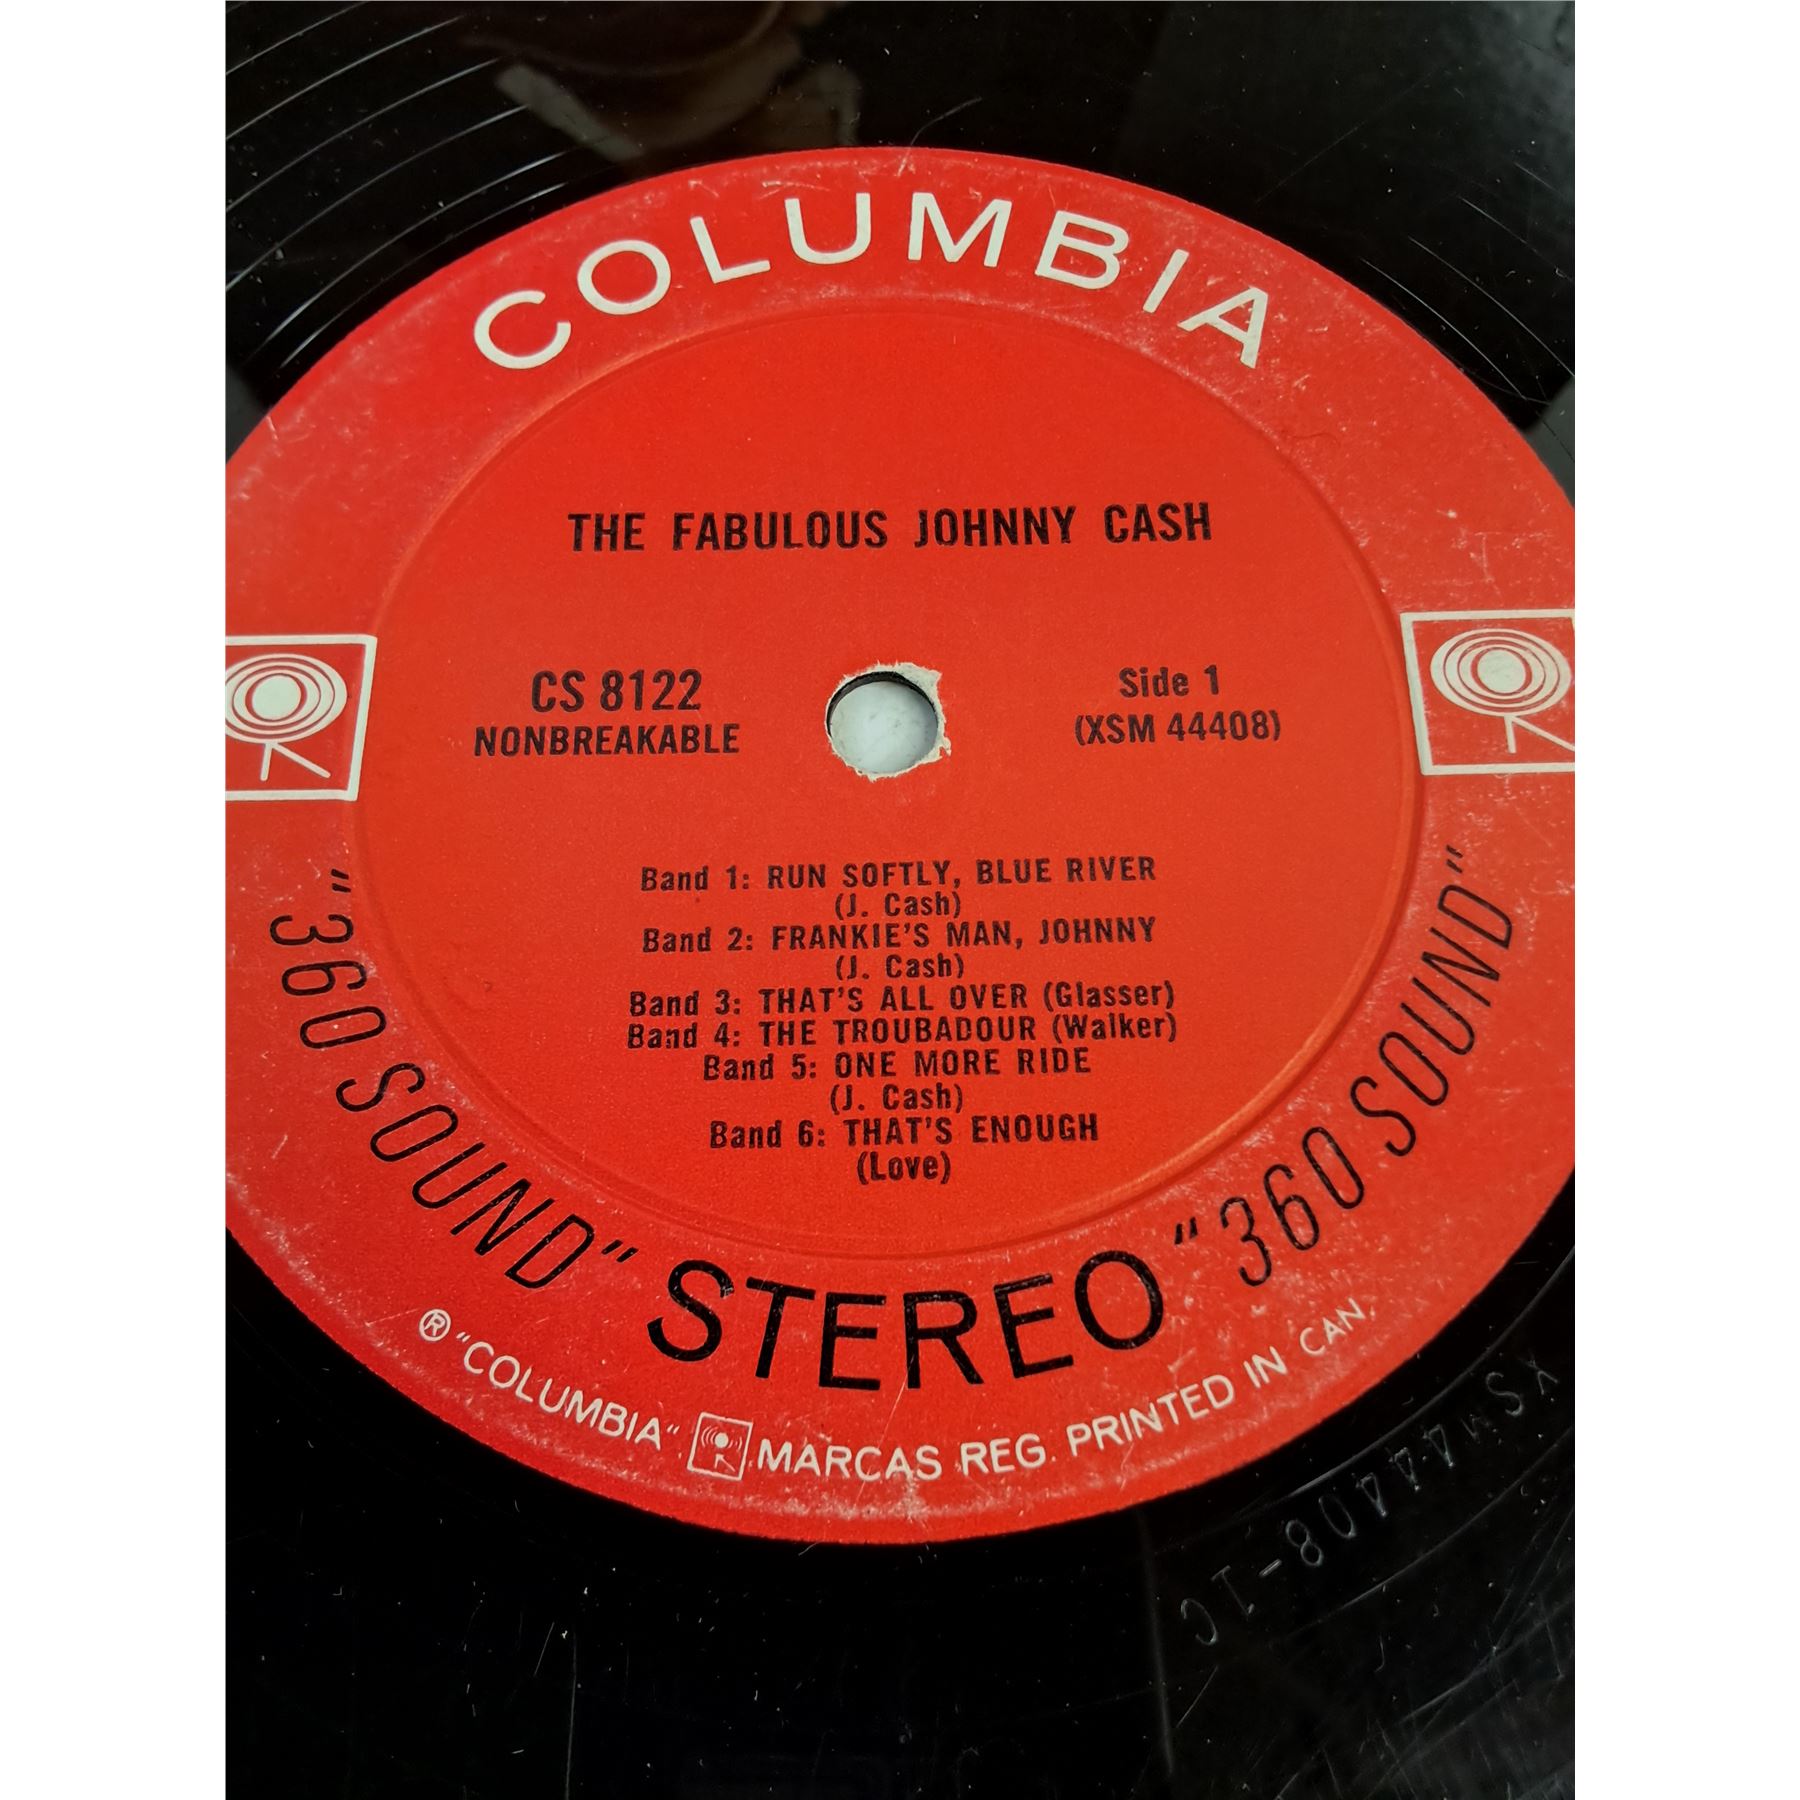 COLUMBIA
THE FABULOUS JOHNNY CASH
CS 8122
NONBREAKABLE
Side 1
(XSM 44408)
Band 1: RUN SOFTLY, BLUE RIVER
(J. Cash)
Band 2: FRANKIE'S MAN, JOHNNY
(J. Cash)
Band 3: THAT'S ALL OVER (Glasser)
Band 4: THE TROUBADOUR (Walker)
Band 5: ONE MORE RIDE
(J. Cash)
Band 6: THAT'S ENOUGH
(Love)
"360 SOUND" STEREO "360 SOUND"
® "COLUMBIA" MARCAS REG. PRINTED IN CAN.
XSM44408-1C